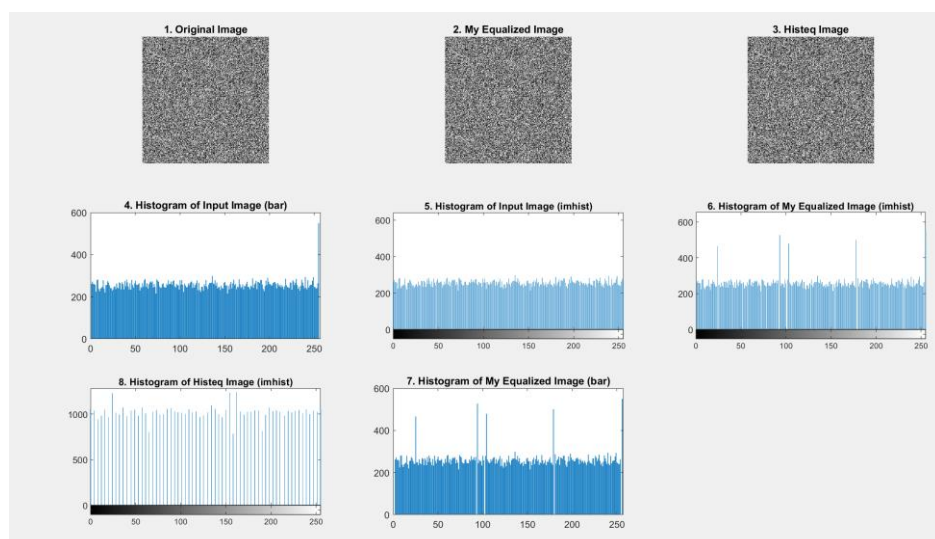 1. Original Image
2. My Equalized Image
3. Histeq Image
4. Histogram of Input Image (bar)
600
400
200
0
0 50 100 150 200 250
5. Histogram of Input Image (imhist)
600
400
200
0
0 50 100 150 200 250
6. Histogram of My Equalized Image (imhist)
600
400
200
0
0 50 100 150 200 250
8. Histogram of Histeq Image (imhist)
1000
500
0
0 50 100 150 200 250
7. Histogram of My Equalized Image (bar)
600
400
200
0
0 50 100 150 200 250